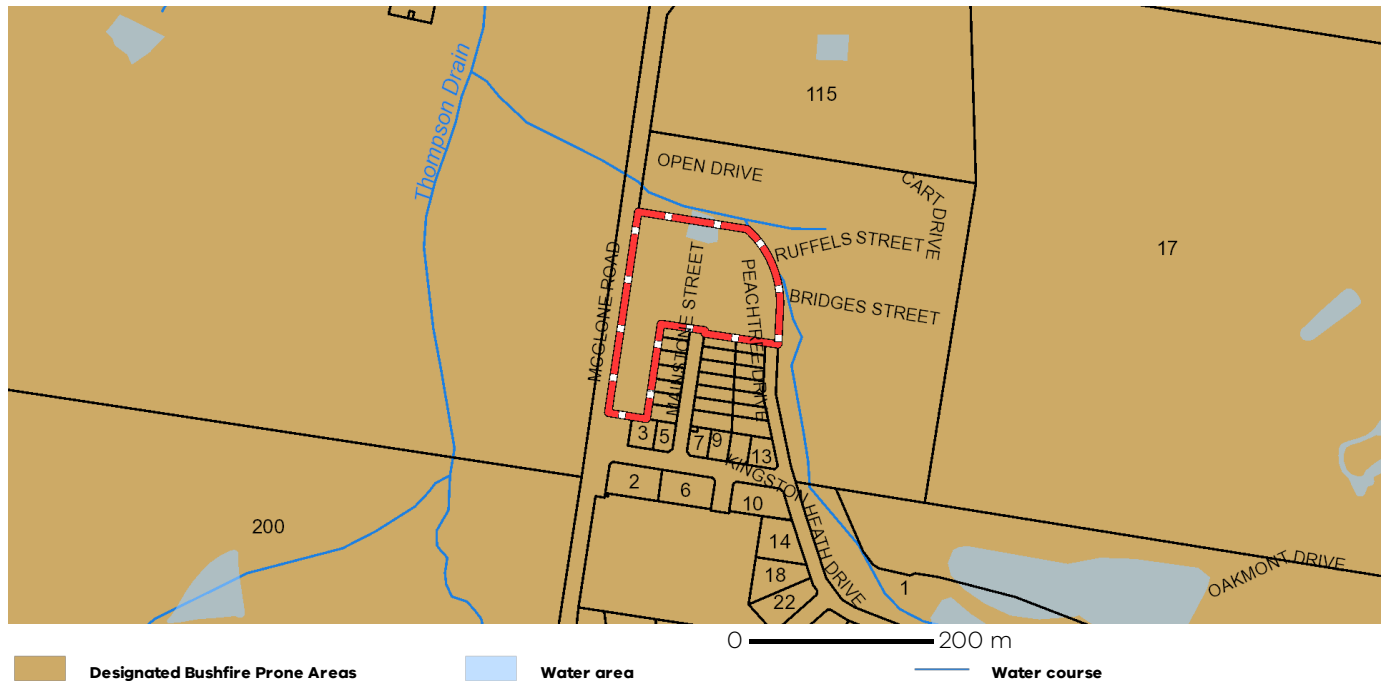 Thompson Drain
115
OPEN DRIVE
CART DRIVE
17
RUFFELS STREET
MCGLONE ROAD
MAINSTONE STREET
PEACHTREE DRIVE
BRIDGES STREET
3
5
7
9
13
KINGSTON HEATH DRIVE
2
6
10
200
14
18
22
1
OAKMONT DRIVE
0 200 m
Designated Bushfire Prone Areas Water area Water course